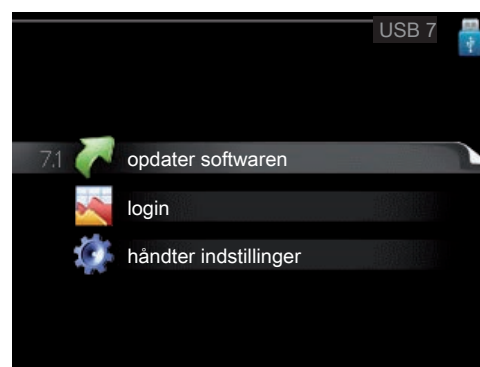 USB 7
7.1 opdater softwaren
login
håndter indstillinger